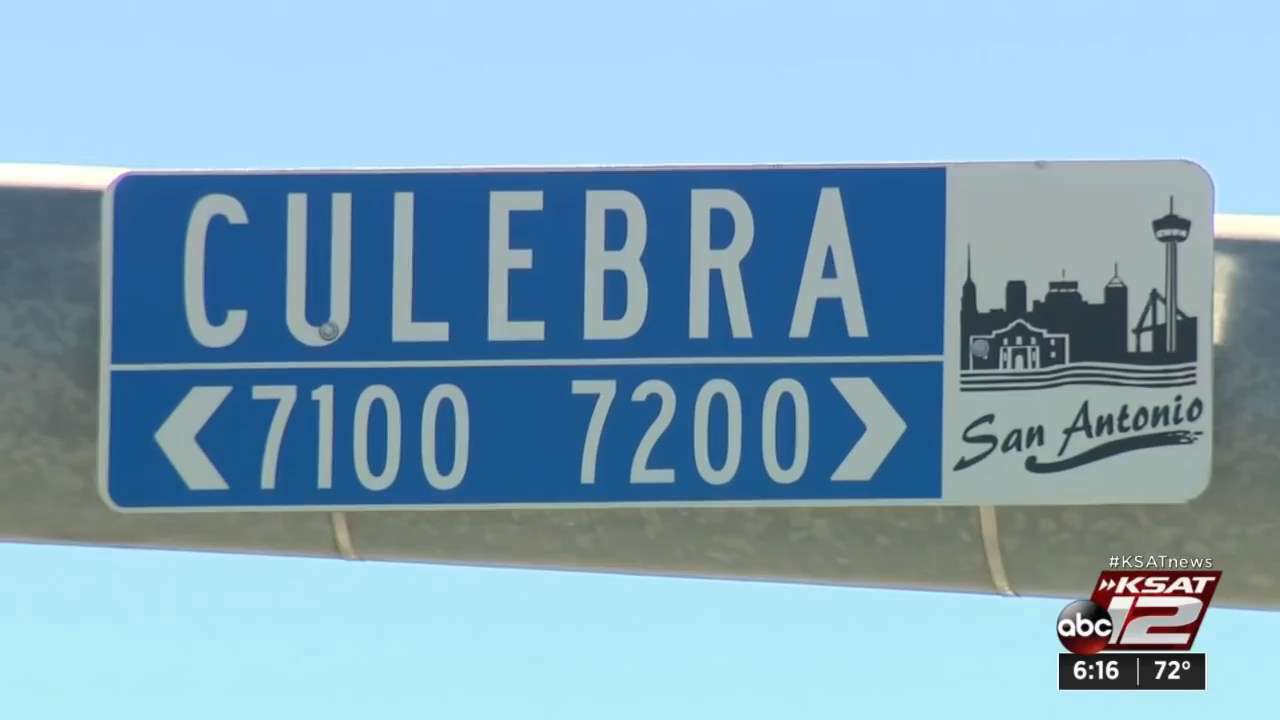 CULEBRA
<7100 7200>
San Antonio
#KSATnews
KSAT
abc 12
6:16 | 72°